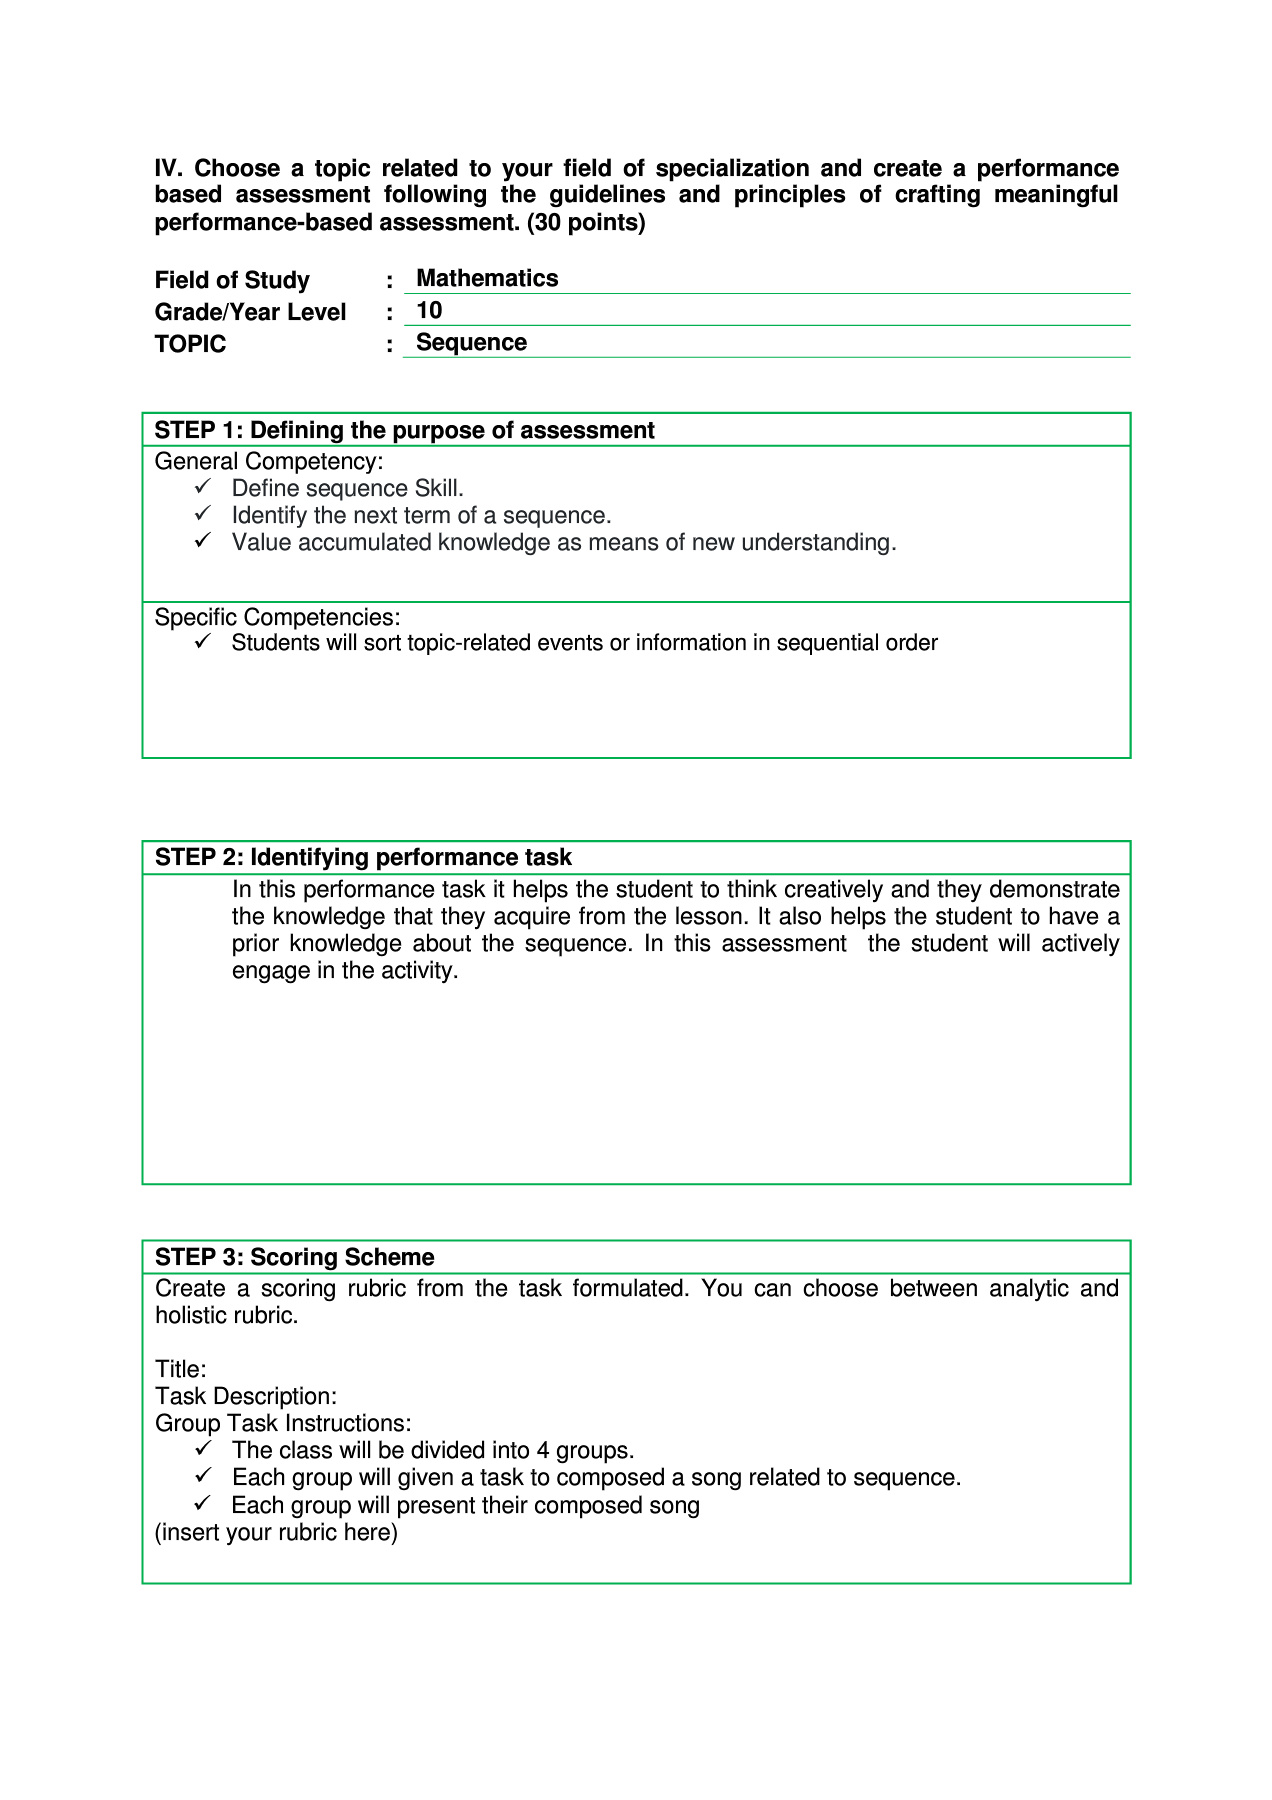 IV. Choose a topic related to your field of specialization and create a performance
based assessment following the guidelines and principles of crafting meaningful
performance-based assessment. (30 points)
Field of Study : Mathematics
Grade/Year Level : 10
TOPIC : Sequence
STEP 1: Defining the purpose of assessment
General Competency:
✓ Define sequence Skill.
✓ Identify the next term of a sequence.
✓ Value accumulated knowledge as means of new understanding.
Specific Competencies:
✓ Students will sort topic-related events or information in sequential order
STEP 2: Identifying performance task
In this performance task it helps the student to think creatively and they demonstrate
the knowledge that they acquire from the lesson. It also helps the student to have a
prior knowledge about the sequence. In this assessment the student will actively
engage in the activity.
STEP 3: Scoring Scheme
Create a scoring rubric from the task formulated. You can choose between analytic and
holistic rubric.
Title:
Task Description:
Group Task Instructions:
✓ The class will be divided into 4 groups.
✓ Each group will given a task to composed a song related to sequence.
✓ Each group will present their composed song
(insert your rubric here)